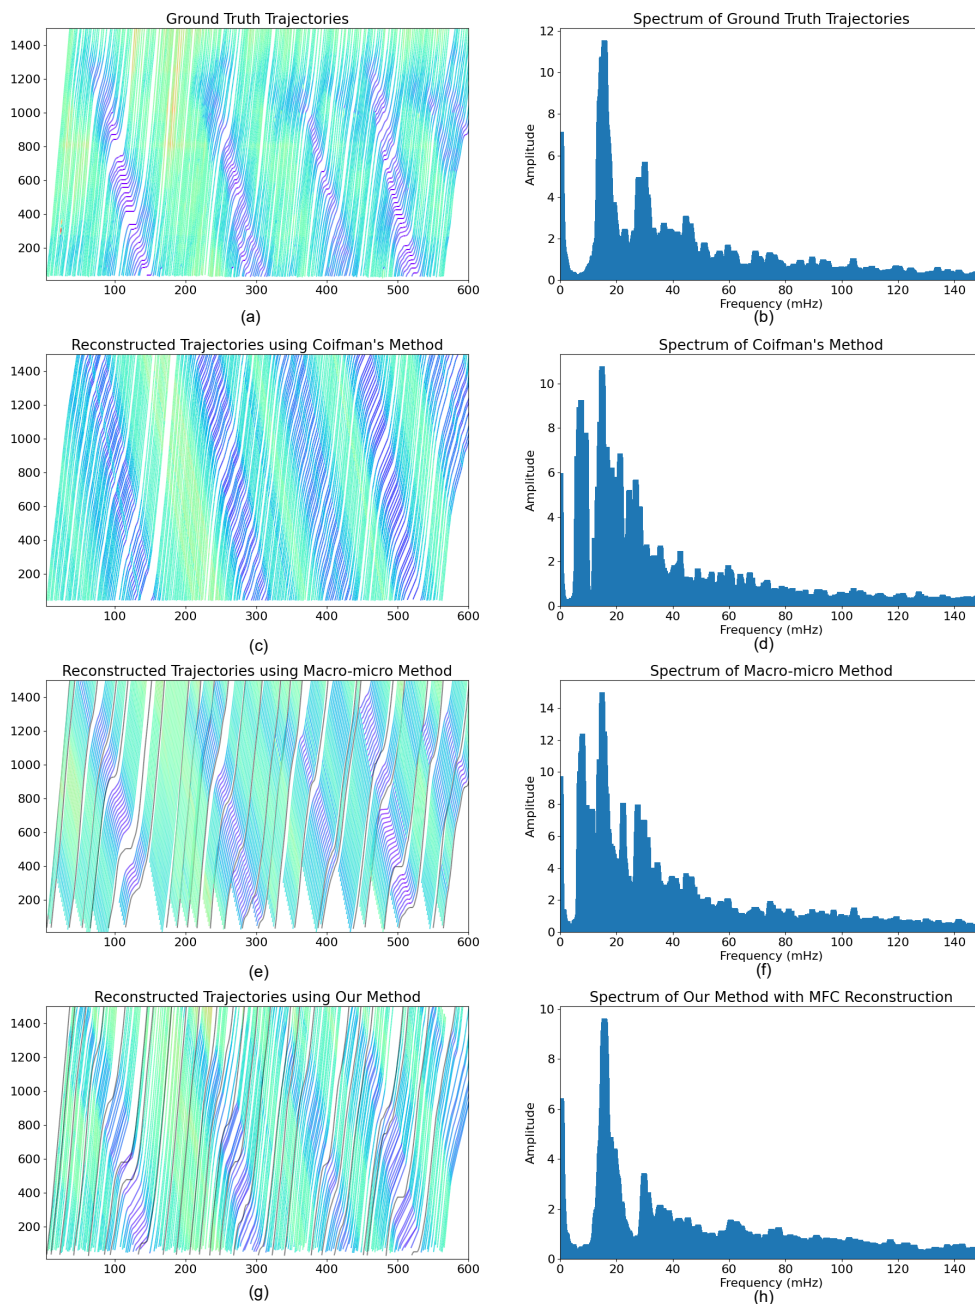 Ground Truth Trajectories
1400
1200
1000
800
600
400
200
100 200 300 400 500 600
(a)
Spectrum of Ground Truth Trajectories
12
10
8
6
4
2
0
Amplitude
0 20 40 60 80 100 120 140
Frequency (mHz)
(b)
Reconstructed Trajectories using Coifman's Method
1400
1200
1000
800
600
400
200
100 200 300 400 500 600
(c)
Spectrum of Coifman's Method
10
8
6
4
2
0
Amplitude
0 20 40 60 80 100 120 140
Frequency (mHz)
(d)
Reconstructed Trajectories using Macro-micro Method
1400
1200
1000
800
600
400
200
100 200 300 400 500 600
(e)
Spectrum of Macro-micro Method
14
12
10
8
6
4
2
0
Amplitude
0 20 40 60 80 100 120 140
Frequency (mHz)
(f)
Reconstructed Trajectories using Our Method
1400
1200
1000
800
600
400
200
100 200 300 400 500 600
(g)
Spectrum of Our Method with MFC Reconstruction
10
8
6
4
2
0
Amplitude
0 20 40 60 80 100 120 140
Frequency (mHz)
(h)